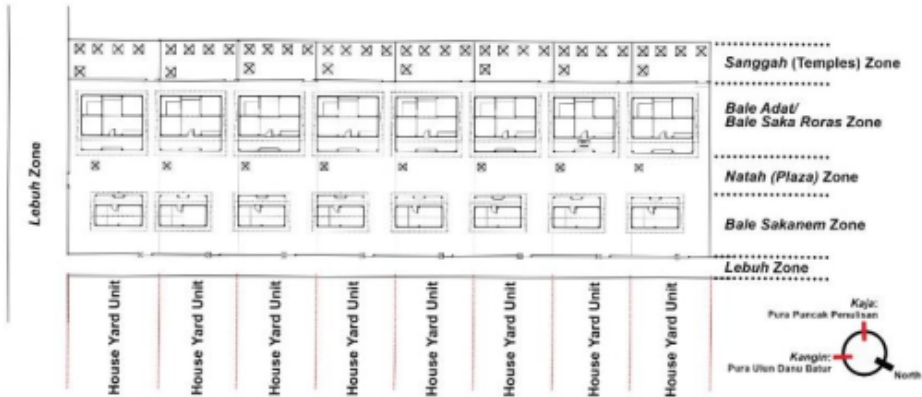 Sanggah (Temples) Zone
Bale Adat/
Bale Saka Roras Zone
Natah (Plaza) Zone
Bale Sakanem Zone
Lebuh Zone
Lebuh Zone
House Yard Unit
House Yard Unit
House Yard Unit
House Yard Unit
House Yard Unit
House Yard Unit
House Yard Unit
House Yard Unit
Kaja:
Pura Puncak Penulisan
Kangin:
Pura Ulun Danu Batur
North